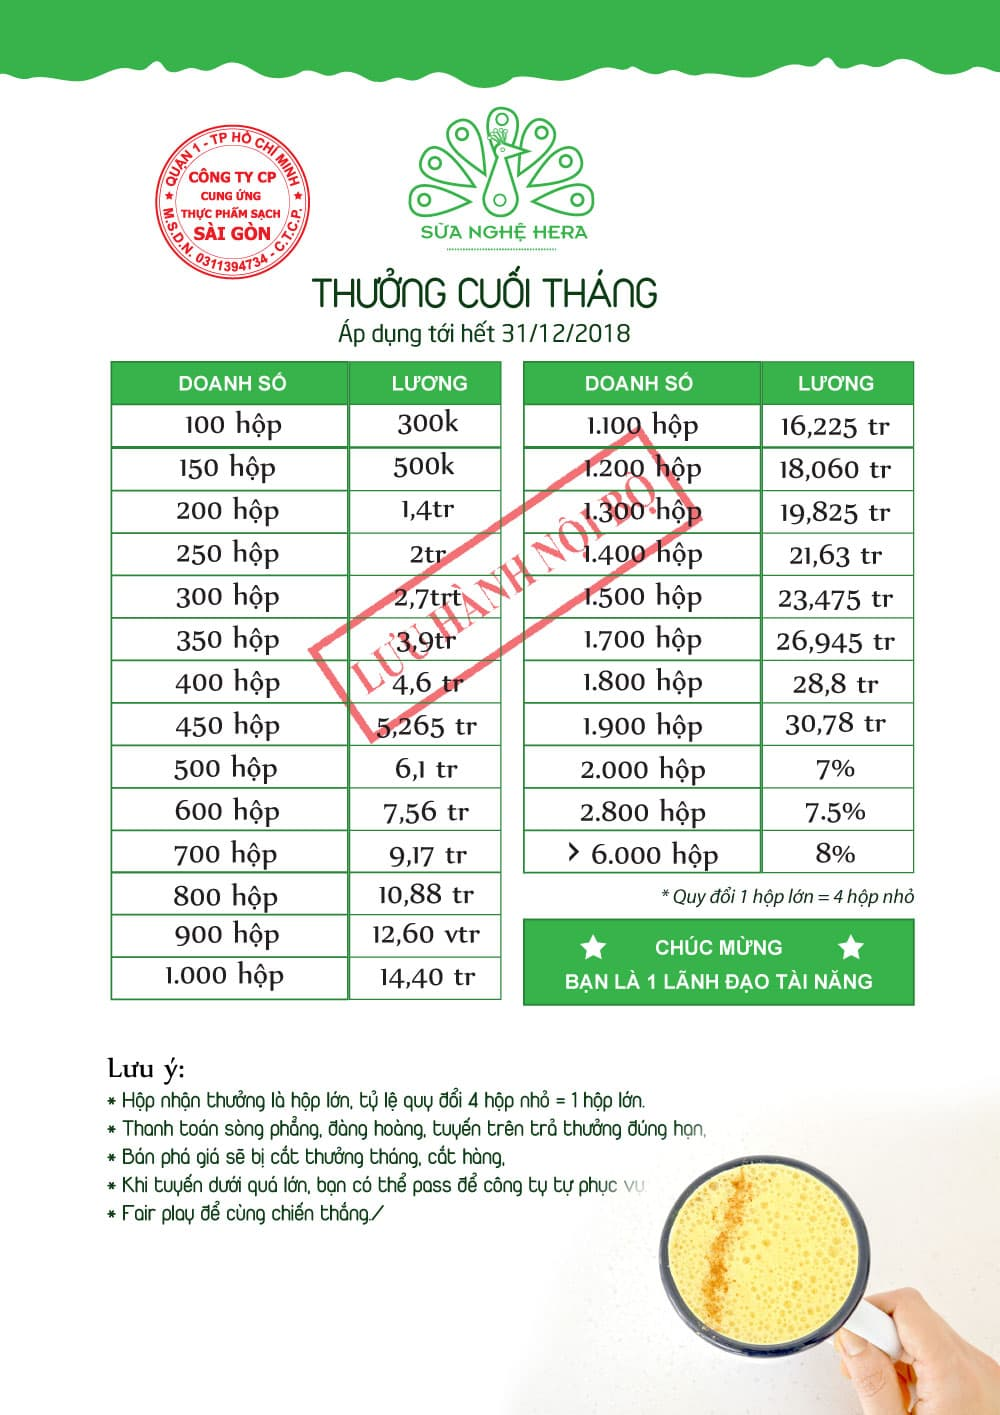 QUẬN 1 - TP HỒ CHÍ MINH
CÔNG TY CP
CUNG ỨNG
THỰC PHẨM SẠCH
SÀI GÒN
M.S.D.N. 0311394734 - C.T.C.P.
SỮA NGHỆ HERA
THƯỞNG CUỐI THÁNG
Áp dụng tới hết 31/12/2018
DOANH SỐ LƯƠNG
100 hộp 300k
150 hộp 500k
200 hộp 1,4tr
250 hộp 2tr
300 hộp 2,7trt
350 hộp 3,9tr
400 hộp 4,6 tr
450 hộp 5,265 tr
500 hộp 6,1 tr
600 hộp 7,56 tr
700 hộp 9,17 tr
800 hộp 10,88 tr
900 hộp 12,60 vtr
1.000 hộp 14,40 tr
DOANH SỐ LƯƠNG
1.100 hộp 16,225 tr
1.200 hộp 18,060 tr
1.300 hộp 19,825 tr
1.400 hộp 21,63 tr
1.500 hộp 23,475 tr
1.700 hộp 26,945 tr
1.800 hộp 28,8 tr
1.900 hộp 30,78 tr
2.000 hộp 7%
2.800 hộp 7.5%
> 6.000 hộp 8%
LƯU HÀNH NỘI BỘ
* Quy đổi 1 hộp lớn = 4 hộp nhỏ
CHÚC MỪNG
BẠN LÀ 1 LÃNH ĐẠO TÀI NĂNG
Lưu ý:
* Hộp nhận thưởng là hộp lớn, tỷ lệ quy đổi 4 hộp nhỏ = 1 hộp lớn.
* Thanh toán sòng phẳng, đàng hoàng, tuyến trên trả thưởng đúng hạn,
* Bán phá giá sẽ bị cắt thưởng tháng, cắt hàng,
* Khi tuyến dưới quá lớn, bạn có thể pass để công ty tự phục vụ
* Fair play để cùng chiến thắng./